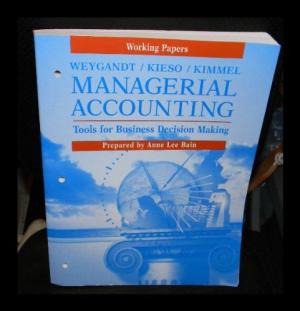 Working Papers
WEYGANDT / KIESO / KIMMEL
MANAGERIAL
ACCOUNTING
Tools for Business Decision Making
Prepared by Anne Lee Bain